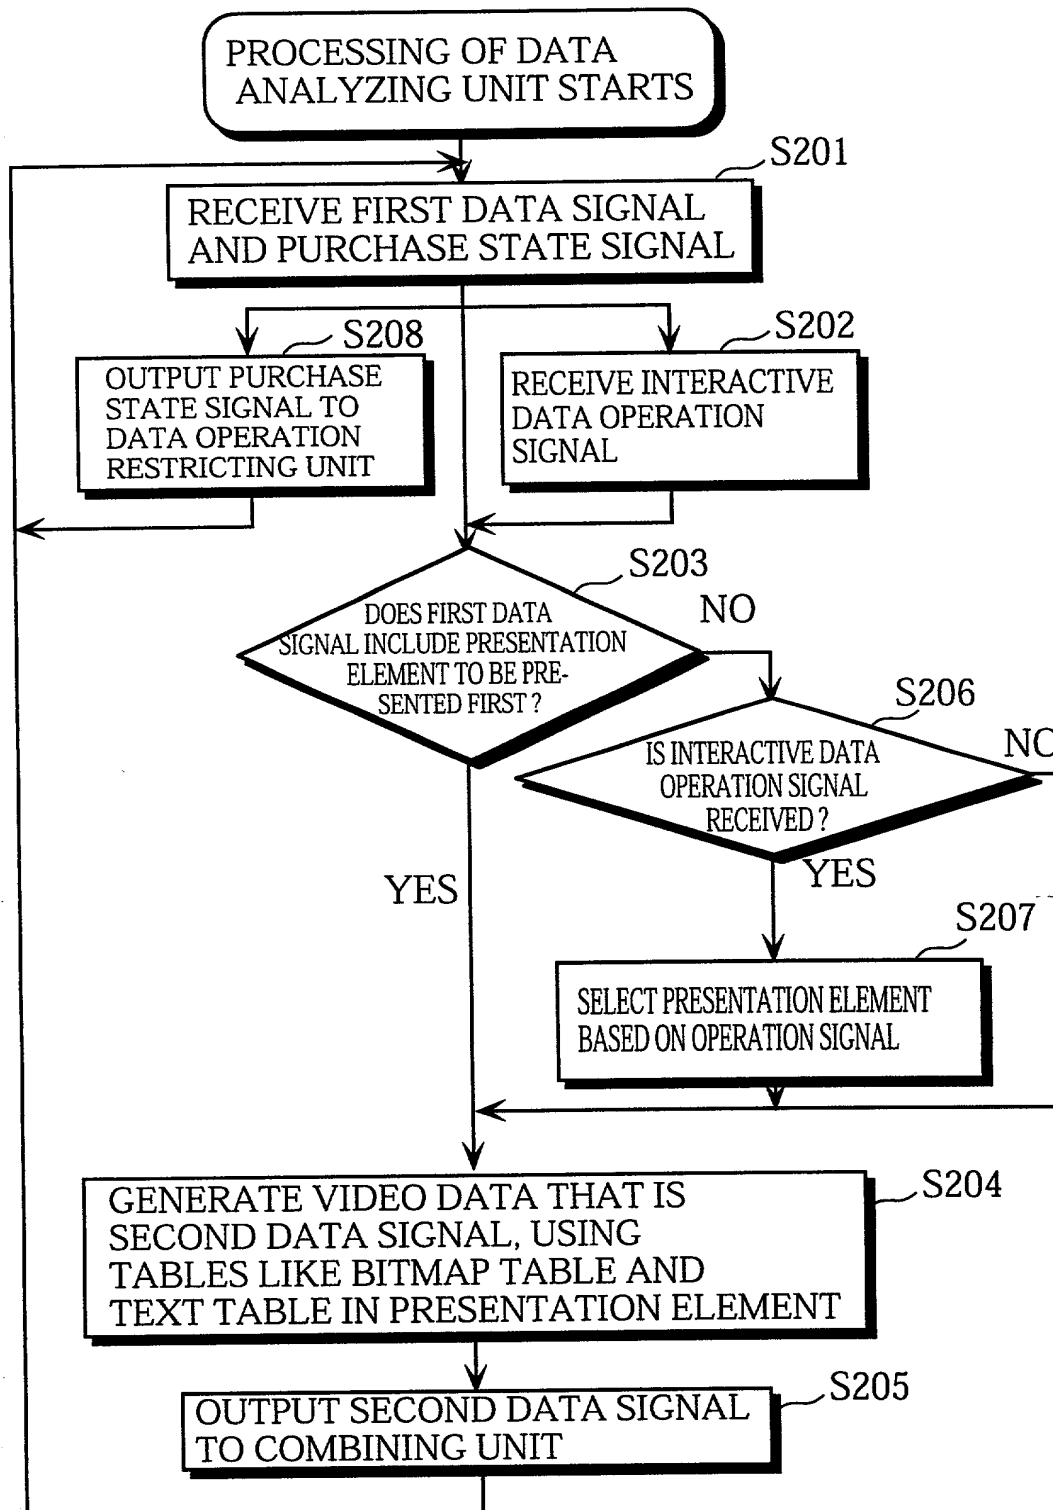 PROCESSING OF DATA
ANALYZING UNIT STARTS
S201
RECEIVE FIRST DATA SIGNAL
AND PURCHASE STATE SIGNAL
S208
OUTPUT PURCHASE
STATE SIGNAL TO
DATA OPERATION
RESTRICTING UNIT
S202
RECEIVE INTERACTIVE
DATA OPERATION
SIGNAL
S203
DOES FIRST DATA
SIGNAL INCLUDE PRESENTATION
ELEMENT TO BE PRE-
SENTED FIRST ?
NO
S206
IS INTERACTIVE DATA
OPERATION SIGNAL
RECEIVED ?
NO
YES
YES
S207
SELECT PRESENTATION ELEMENT
BASED ON OPERATION SIGNAL
S204
GENERATE VIDEO DATA THAT IS
SECOND DATA SIGNAL, USING
TABLES LIKE BITMAP TABLE AND
TEXT TABLE IN PRESENTATION ELEMENT
S205
OUTPUT SECOND DATA SIGNAL
TO COMBINING UNIT